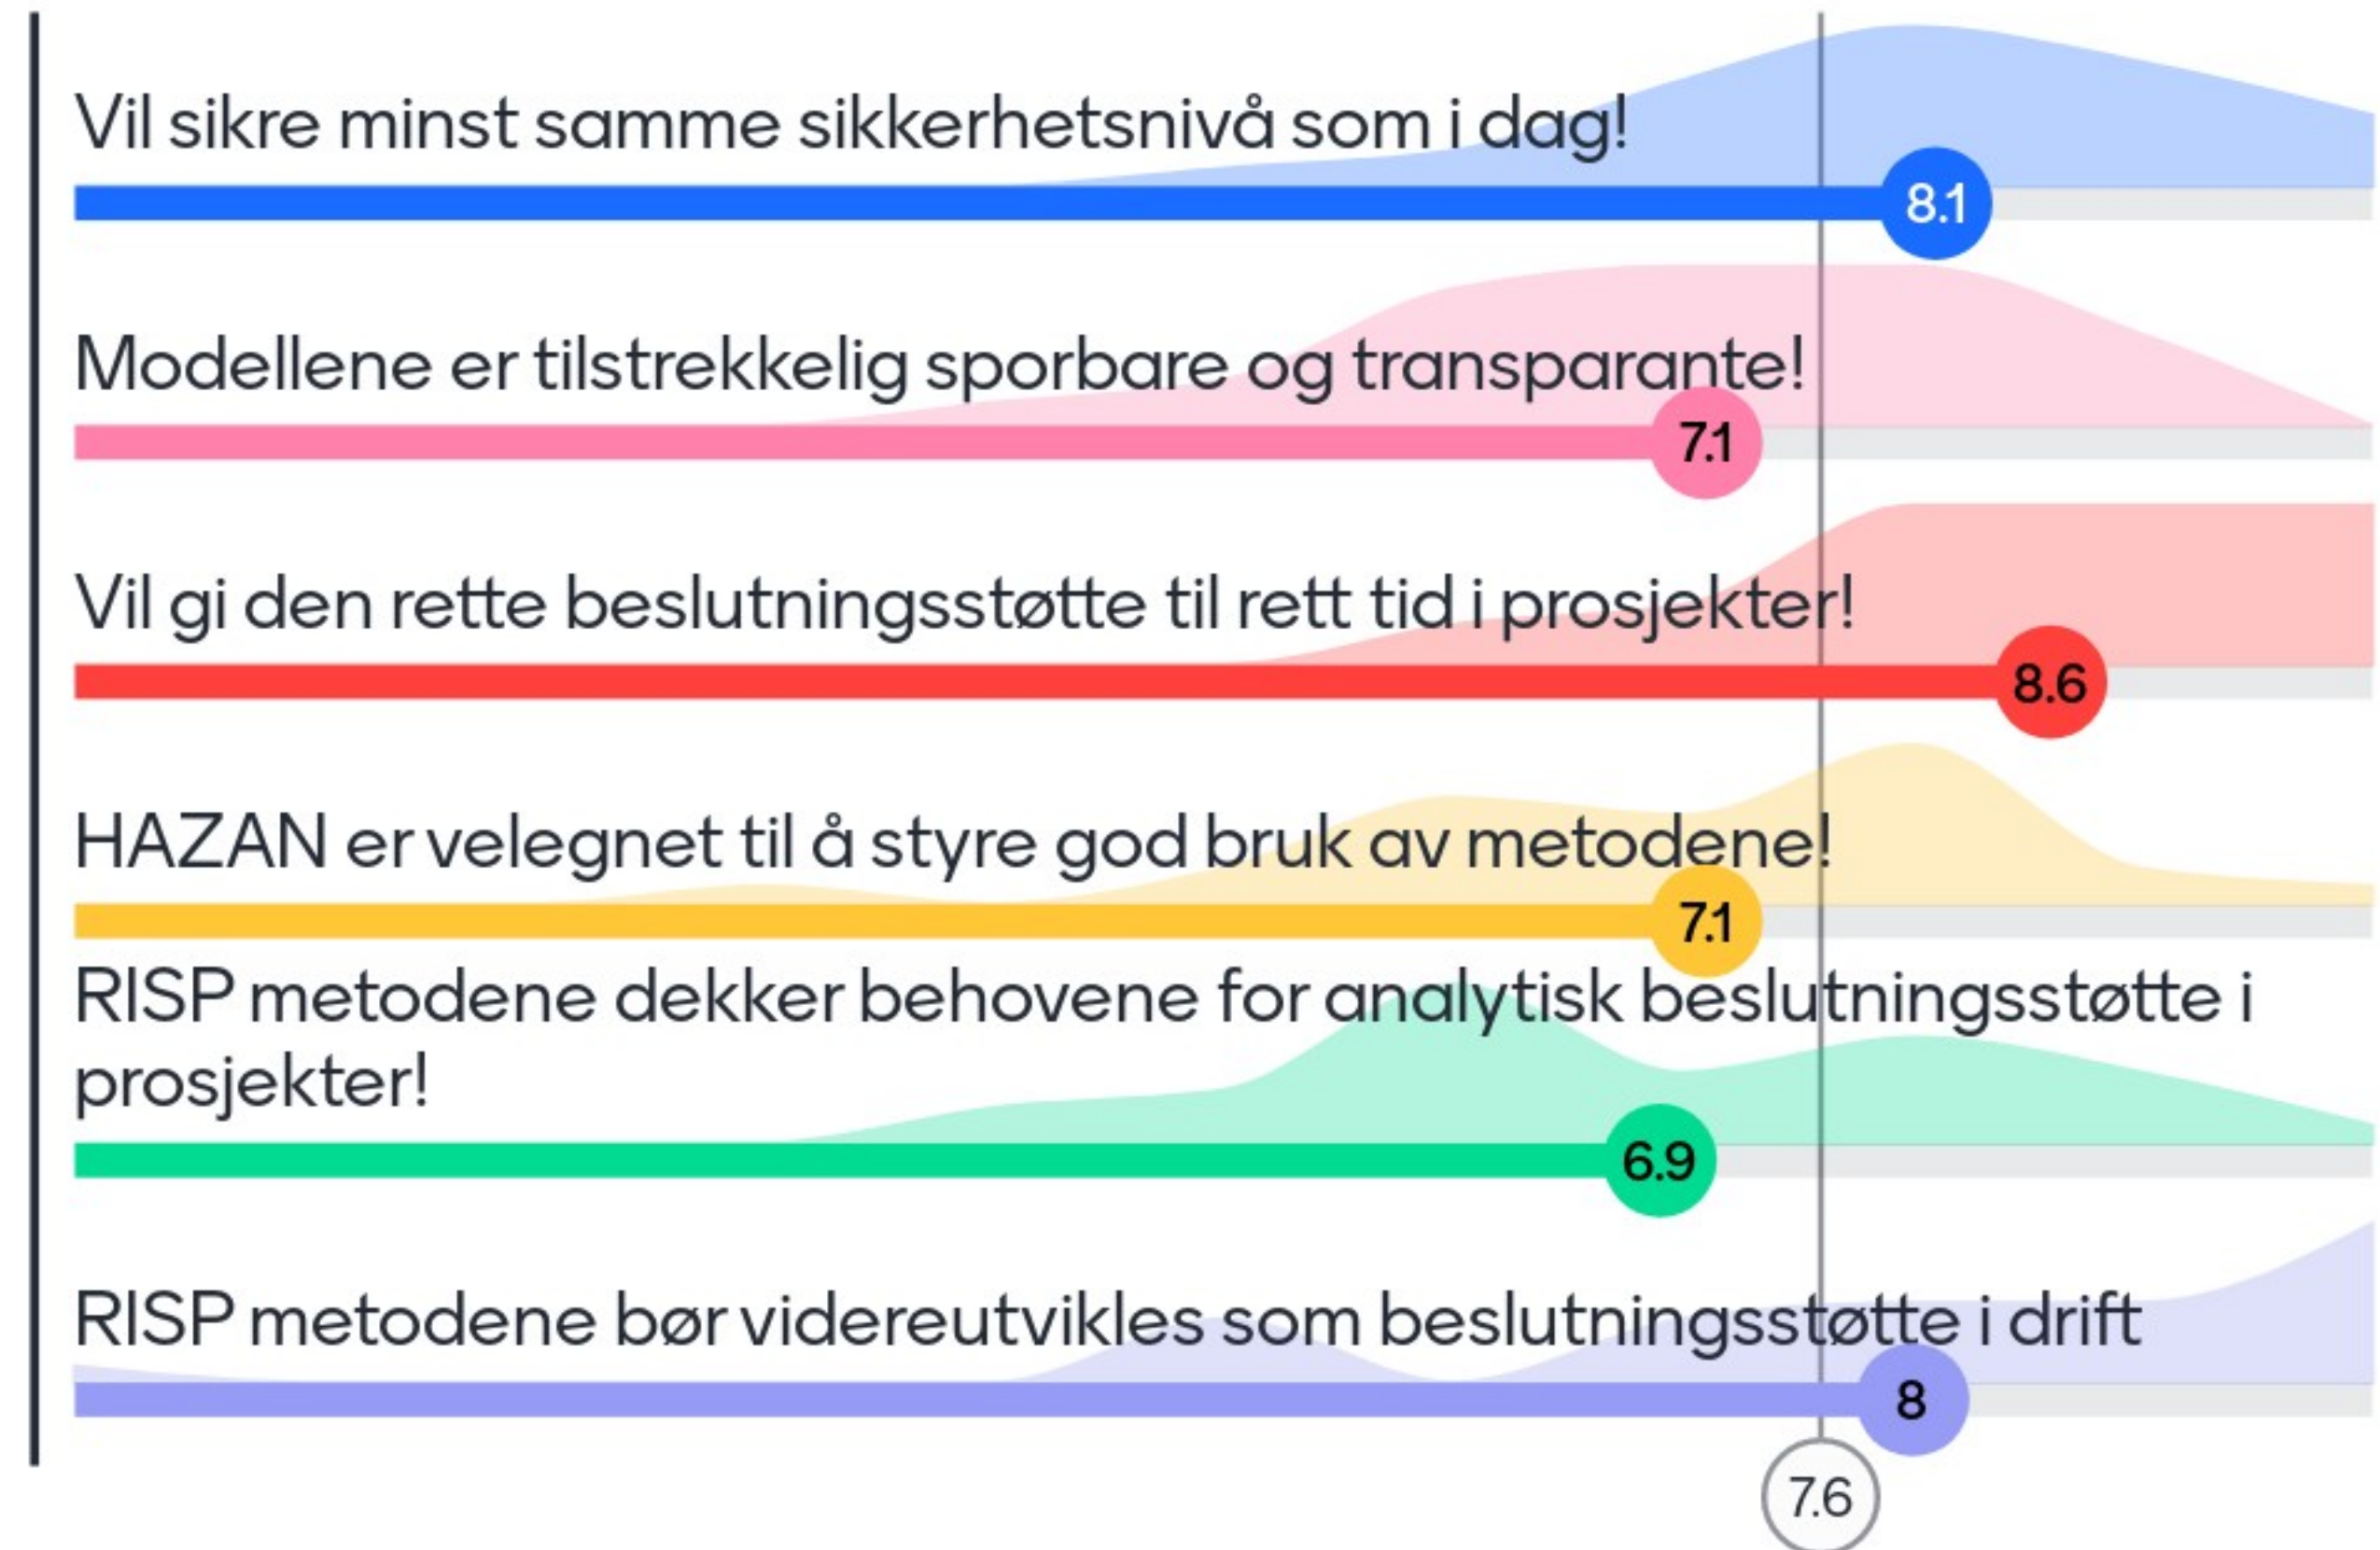 Vil sikre minst samme sikkerhetsnivå som i dag!
8.1
Modellene er tilstrekkelig sporbare og transparante!
7.1
Vil gi den rette beslutningsstøtte til rett tid i prosjekter!
8.6
HAZAN er velegnet til å styre god bruk av metodene!
7.1
RISP metodene dekker behovene for analytisk beslutningsstøtte i
prosjekter!
6.9
RISP metodene bør videreutvikles som beslutningsstøtte i drift
8
7.6